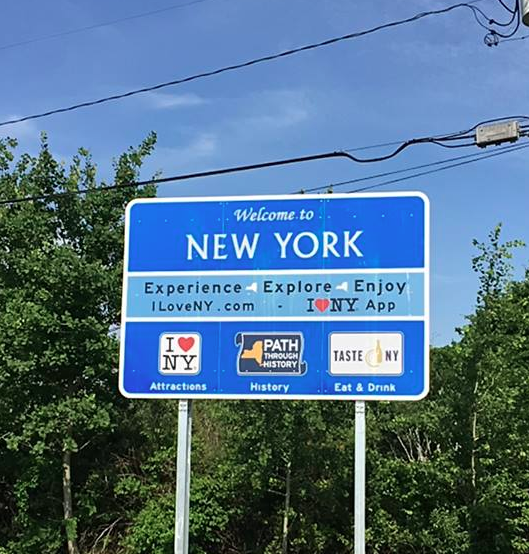 Welcome to
NEW YORK
Experience Explore Enjoy
ILoveNY.com - I❤NY App
I❤
NY
PATH
THROUGH
HISTORY
TASTE NY
Attractions History Eat & Drink